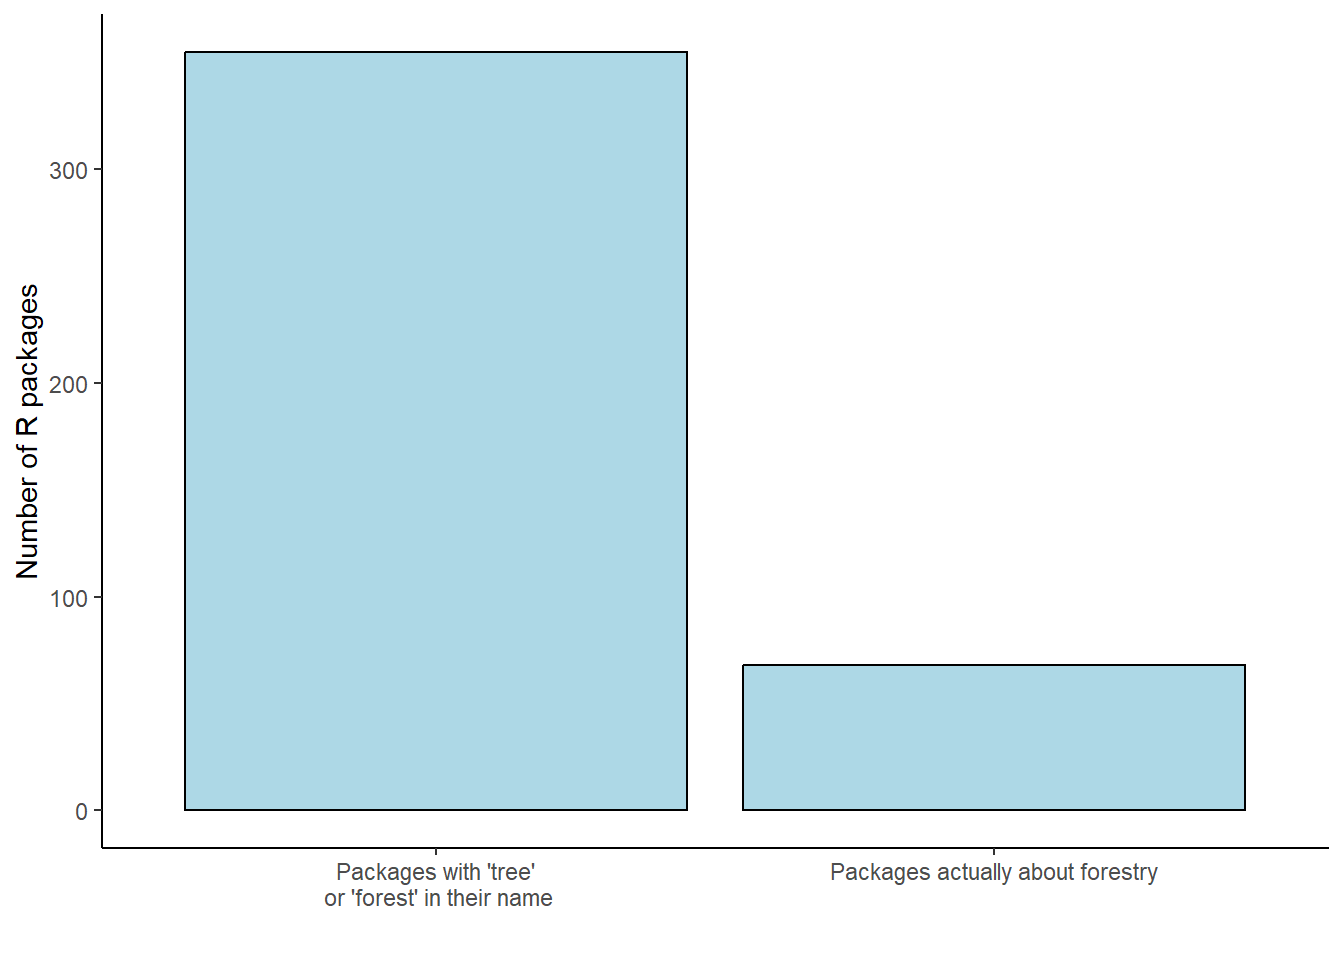 Number of R packages
300
200
100
0
Packages with 'tree'
or 'forest' in their name
Packages actually about forestry